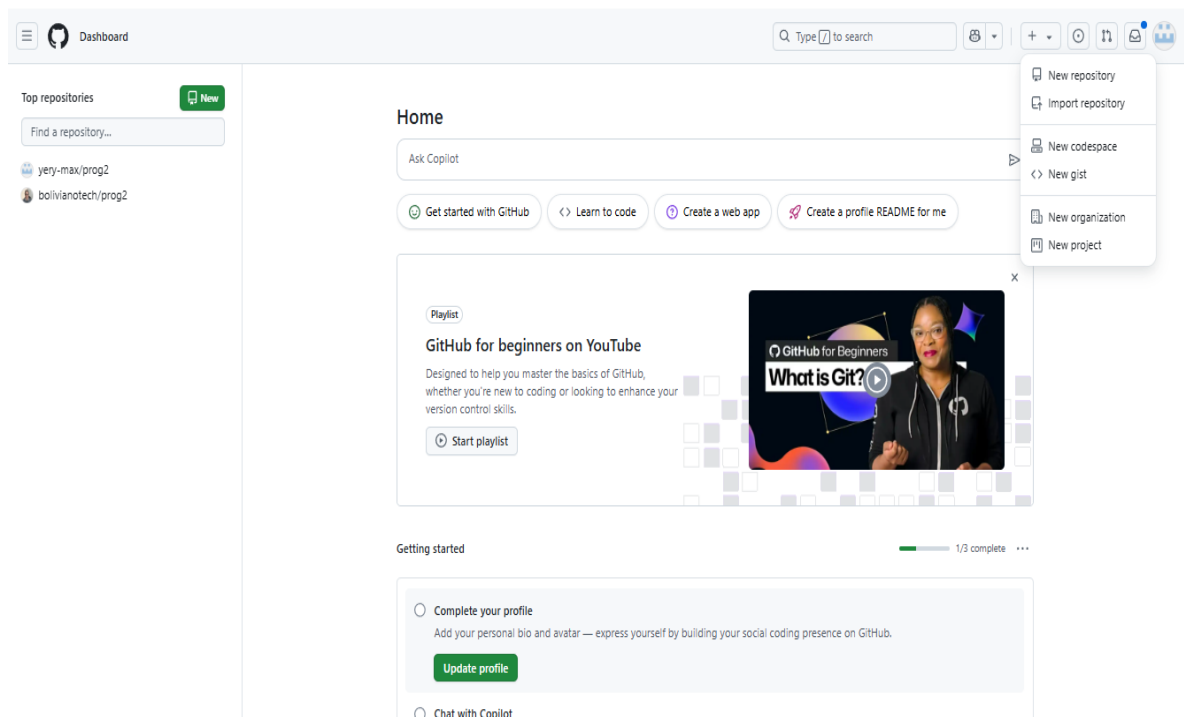 Dashboard
Type / to search
New repository
Import repository
New codespace
New gist
New organization
New project
Top repositories
New
Find a repository...
yery-max/prog2
bolivianotech/prog2
Home
Ask Copilot
Get started with GitHub
Learn to code
Create a web app
Create a profile README for me
Playlist
GitHub for beginners on YouTube
Designed to help you master the basics of GitHub,
whether you're new to coding or looking to enhance your
version control skills.
Start playlist
GitHub for Beginners
What is Git?
Getting started
1/3 complete
Complete your profile
Add your personal bio and avatar — express yourself by building your social coding presence on GitHub.
Update profile
Chat with Copilot